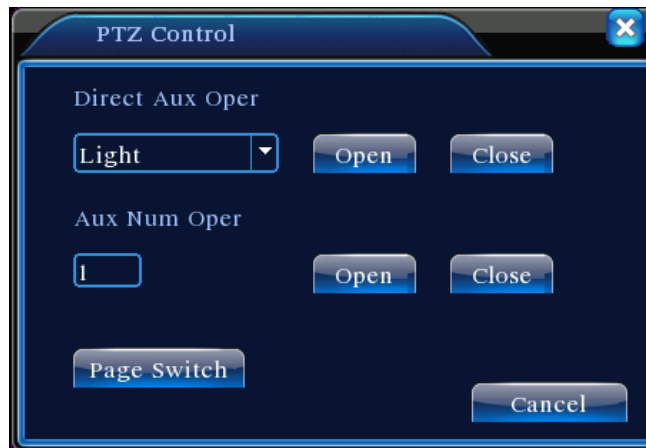 PTZ Control
Direct Aux Oper
Light Open Close
Aux Num Oper
1 Open Close
Page Switch
Cancel